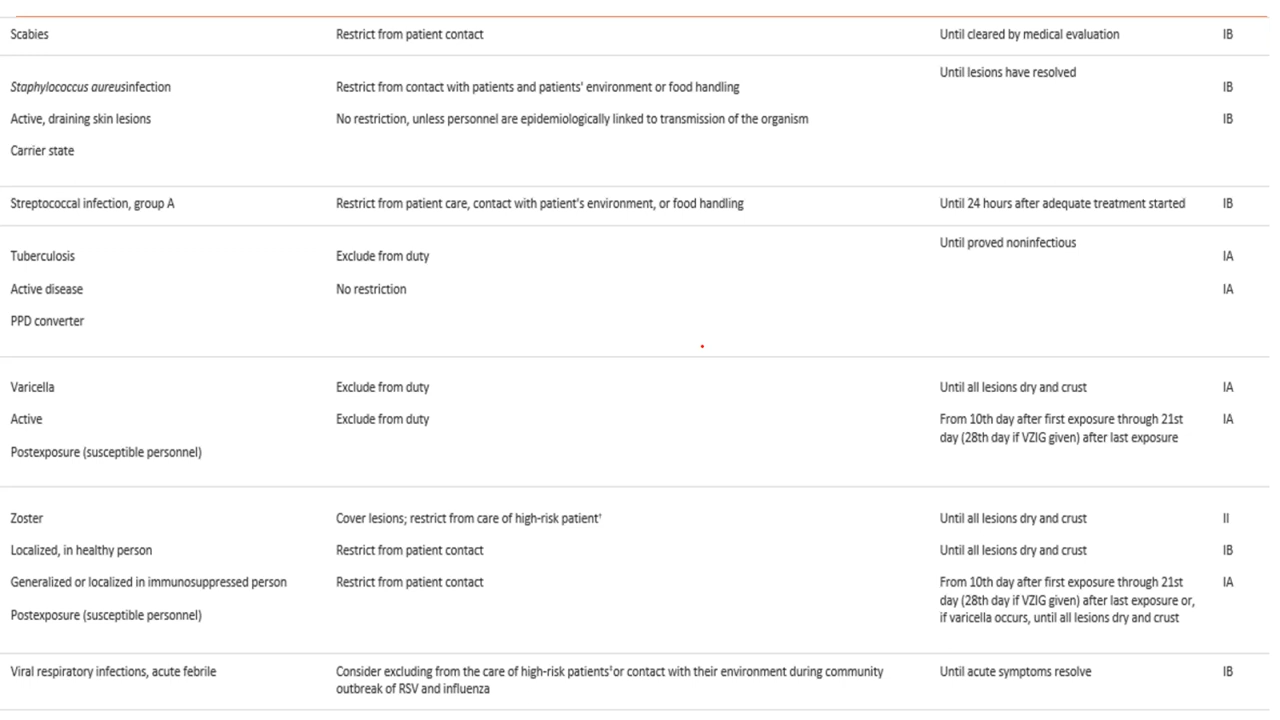 Scabies Restrict from patient contact Until cleared by medical evaluation IB
Until lesions have resolved
Staphylococcus aureusinfection Restrict from contact with patients and patients' environment or food handling IB
Active, draining skin lesions No restriction, unless personnel are epidemiologically linked to transmission of the organism IB
Carrier state
Streptococcal infection, group A Restrict from patient care, contact with patient's environment, or food handling Until 24 hours after adequate treatment started IB
Until proved noninfectious
Tuberculosis Exclude from duty IA
Active disease No restriction IA
PPD converter
Varicella Exclude from duty Until all lesions dry and crust IA
Active Exclude from duty From 10th day after first exposure through 21st IA
day (28th day if VZIG given) after last exposure
Postexposure (susceptible personnel)
Zoster Cover lesions; restrict from care of high-risk patient† Until all lesions dry and crust II
Localized, in healthy person Restrict from patient contact Until all lesions dry and crust IB
Generalized or localized in immunosuppressed person Restrict from patient contact From 10th day after first exposure through 21st IA
day (28th day if VZIG given) after last exposure or,
Postexposure (susceptible personnel) if varicella occurs, until all lesions dry and crust
Viral respiratory infections, acute febrile Consider excluding from the care of high-risk patients‡or contact with their environment during community Until acute symptoms resolve IB
outbreak of RSV and influenza